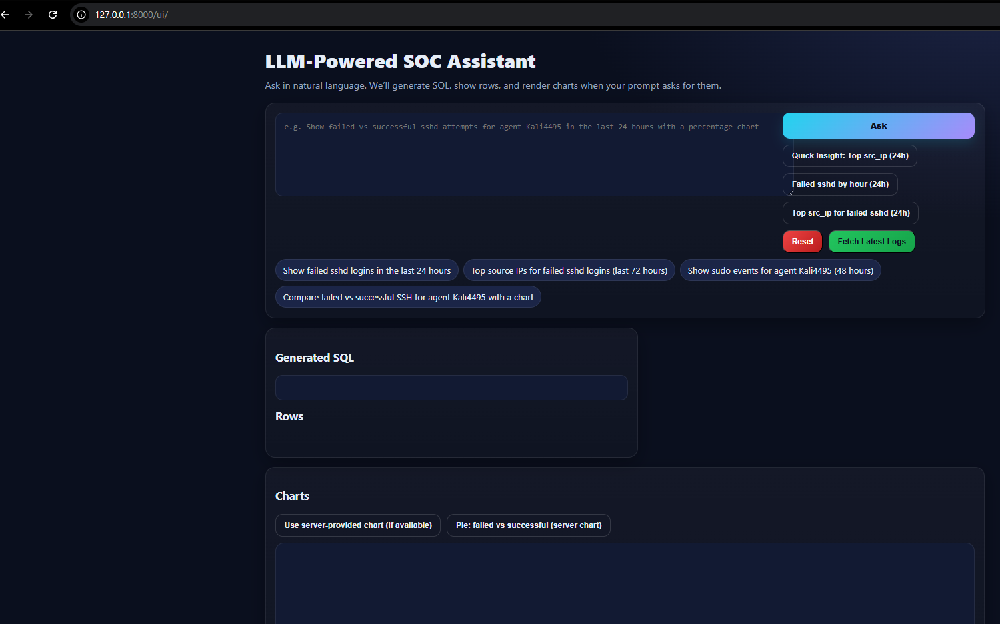 127.0.0.1:8000/ui/
LLM-Powered SOC Assistant
Ask in natural language. We’ll generate SQL, show rows, and render charts when your prompt asks for them.
e.g. Show failed vs successful sshd attempts for agent Kali4495 in the last 24 hours with a percentage chart
Ask
Quick Insight: Top src_ip (24h)
Failed sshd by hour (24h)
Top src_ip for failed sshd (24h)
Reset Fetch Latest Logs
Show failed sshd logins in the last 24 hours Top source IPs for failed sshd logins (last 72 hours) Show sudo events for agent Kali4495 (48 hours)
Compare failed vs successful SSH for agent Kali4495 with a chart
Generated SQL
–
Rows
—
Charts
Use server-provided chart (if available) Pie: failed vs successful (server chart)